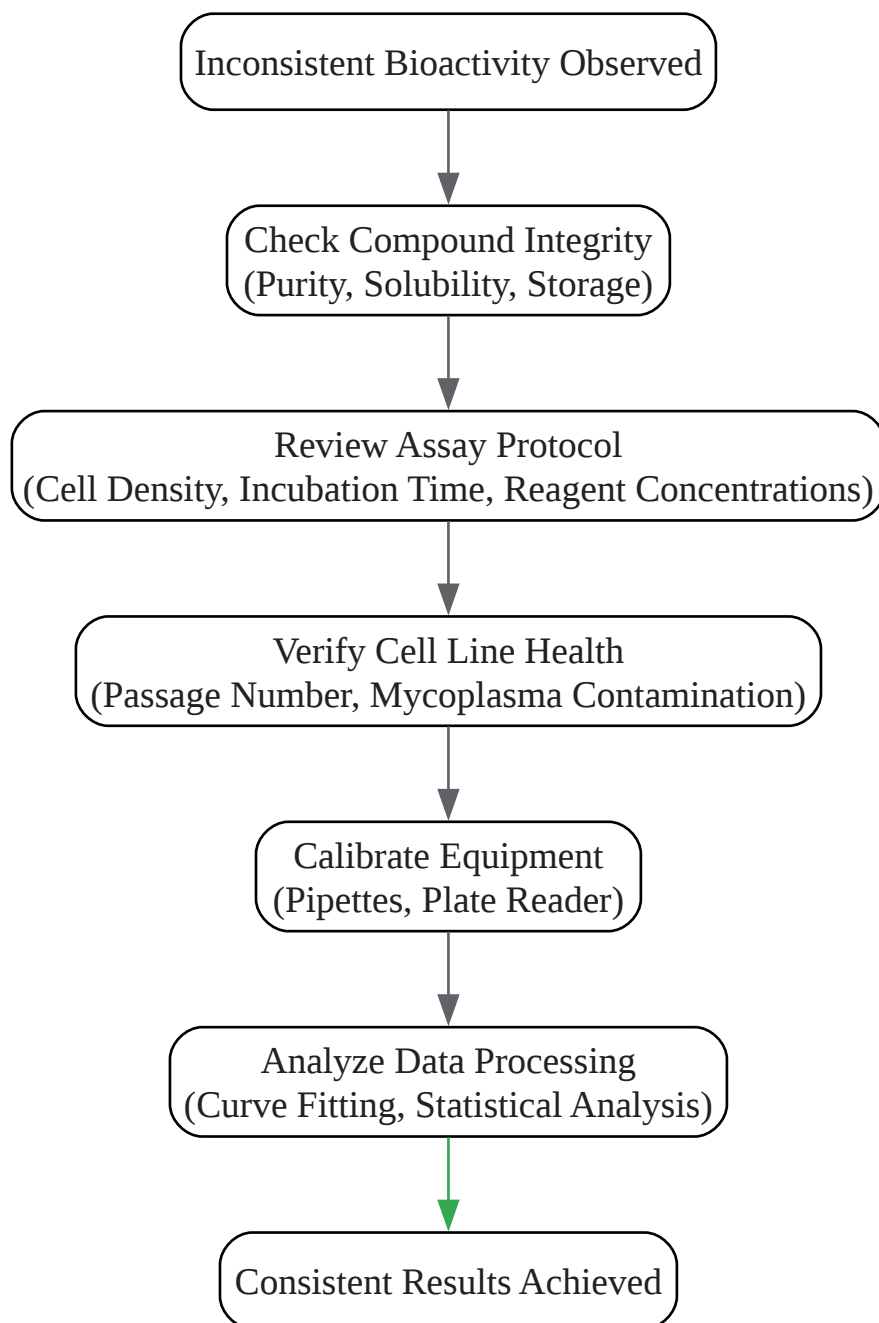 Inconsistent Bioactivity Observed
Check Compound Integrity
(Purity, Solubility, Storage)
Review Assay Protocol
(Cell Density, Incubation Time, Reagent Concentrations)
Verify Cell Line Health
(Passage Number, Mycoplasma Contamination)
Calibrate Equipment
(Pipettes, Plate Reader)
Analyze Data Processing
(Curve Fitting, Statistical Analysis)
Consistent Results Achieved